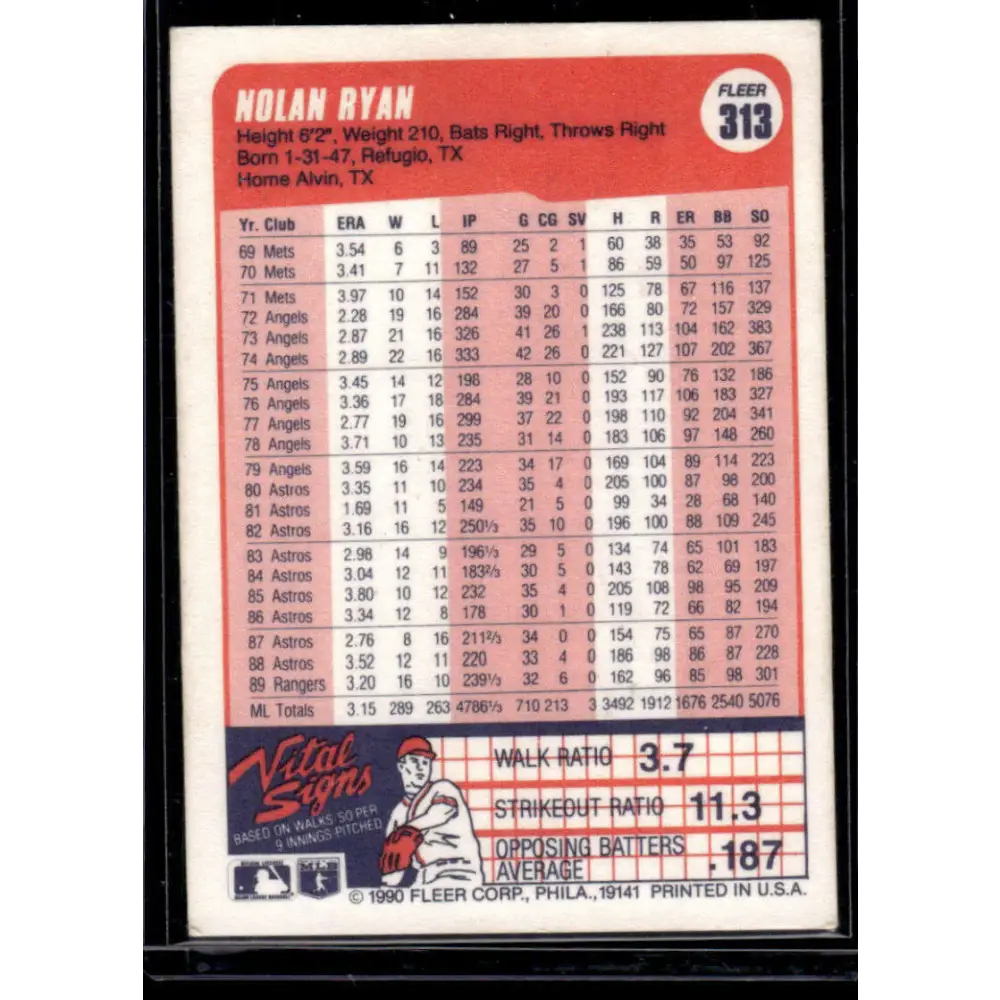 NOLAN RYAN
FLEER
313
Height 6'2", Weight 210, Bats Right, Throws Right
Born 1-31-47, Refugio, TX
Home Alvin, TX
Yr. Club ERA W L IP G CG SV H R ER BB SO
69 Mets 3.54 6 3 89 25 2 1 60 38 35 53 92
70 Mets 3.41 7 11 132 27 5 1 86 59 50 97 125
71 Mets 3.97 10 14 152 30 3 0 125 78 67 116 137
72 Angels 2.28 19 16 284 39 20 0 166 80 72 157 329
73 Angels 2.87 21 16 326 41 26 1 238 113 104 162 383
74 Angels 2.89 22 16 333 42 26 0 221 127 107 202 367
75 Angels 3.45 14 12 198 28 10 0 152 90 76 132 186
76 Angels 3.36 17 18 284 39 21 0 193 117 106 183 327
77 Angels 2.77 19 16 299 37 22 0 198 110 92 204 341
78 Angels 3.71 10 13 235 31 14 0 183 106 97 148 260
79 Angels 3.59 16 14 223 34 17 0 169 104 89 114 223
80 Astros 3.35 11 10 234 35 4 0 205 100 87 98 200
81 Astros 1.69 11 5 149 21 5 0 99 34 28 68 140
82 Astros 3.16 16 12 250⅓ 35 10 0 196 100 88 109 245
83 Astros 2.98 14 9 196⅓ 29 5 0 134 74 65 101 183
84 Astros 3.04 12 11 183⅔ 30 5 0 143 78 62 69 197
85 Astros 3.80 10 12 232 35 4 0 205 108 98 95 209
86 Astros 3.34 12 8 178 30 1 0 119 72 66 82 194
87 Astros 2.76 8 16 211⅔ 34 0 0 154 75 65 87 270
88 Astros 3.52 12 11 220 33 4 0 186 98 86 87 228
89 Rangers 3.20 16 10 239⅓ 32 6 0 162 96 85 98 301
ML Totals 3.15 289 263 4786⅓ 710 213 3 3492 1912 1676 2540 5076
Vital
Signs
BASED ON WALKS, SO PER
9 INNINGS PITCHED
WALK RATIO 3.7
STRIKEOUT RATIO 11.3
OPPOSING BATTERS
AVERAGE .187
© 1990 FLEER CORP., PHILA., 19141 PRINTED IN U.S.A.